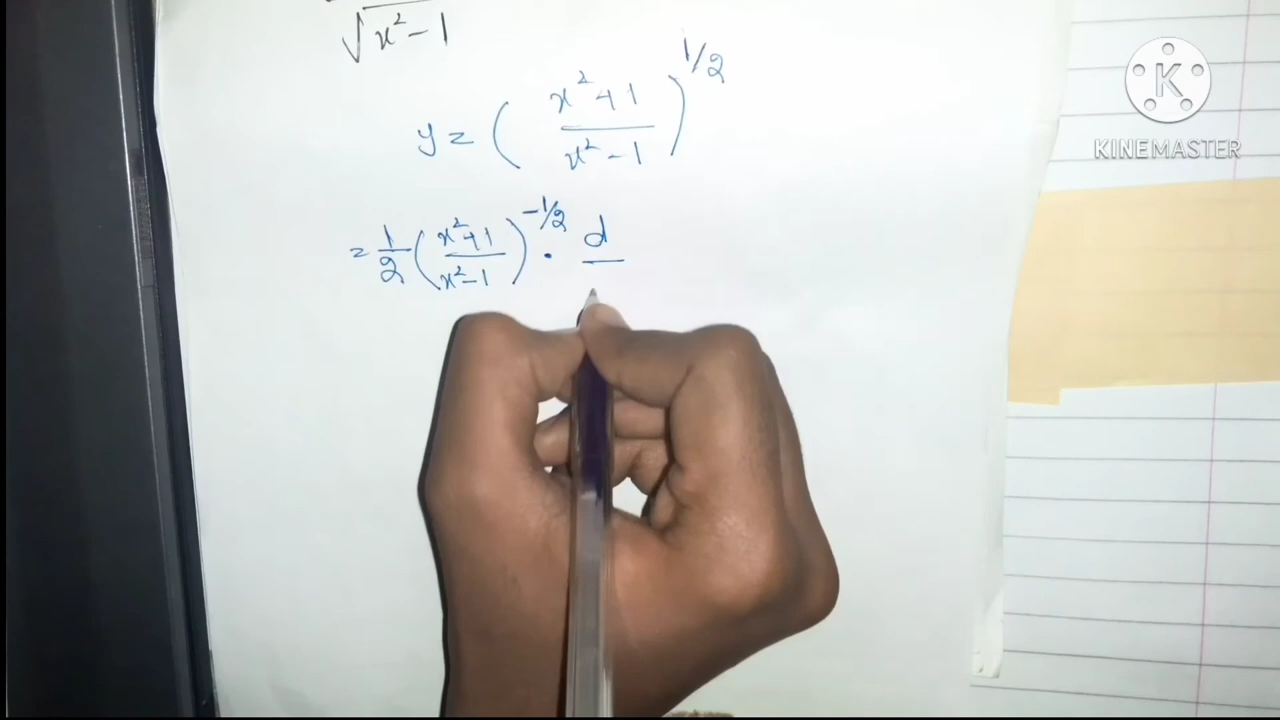 √x²-1
y = (x²+1/x²-1)^1/2
= 1/2 (x²+1/x²-1)^-1/2 · d
K
KINEMASTER